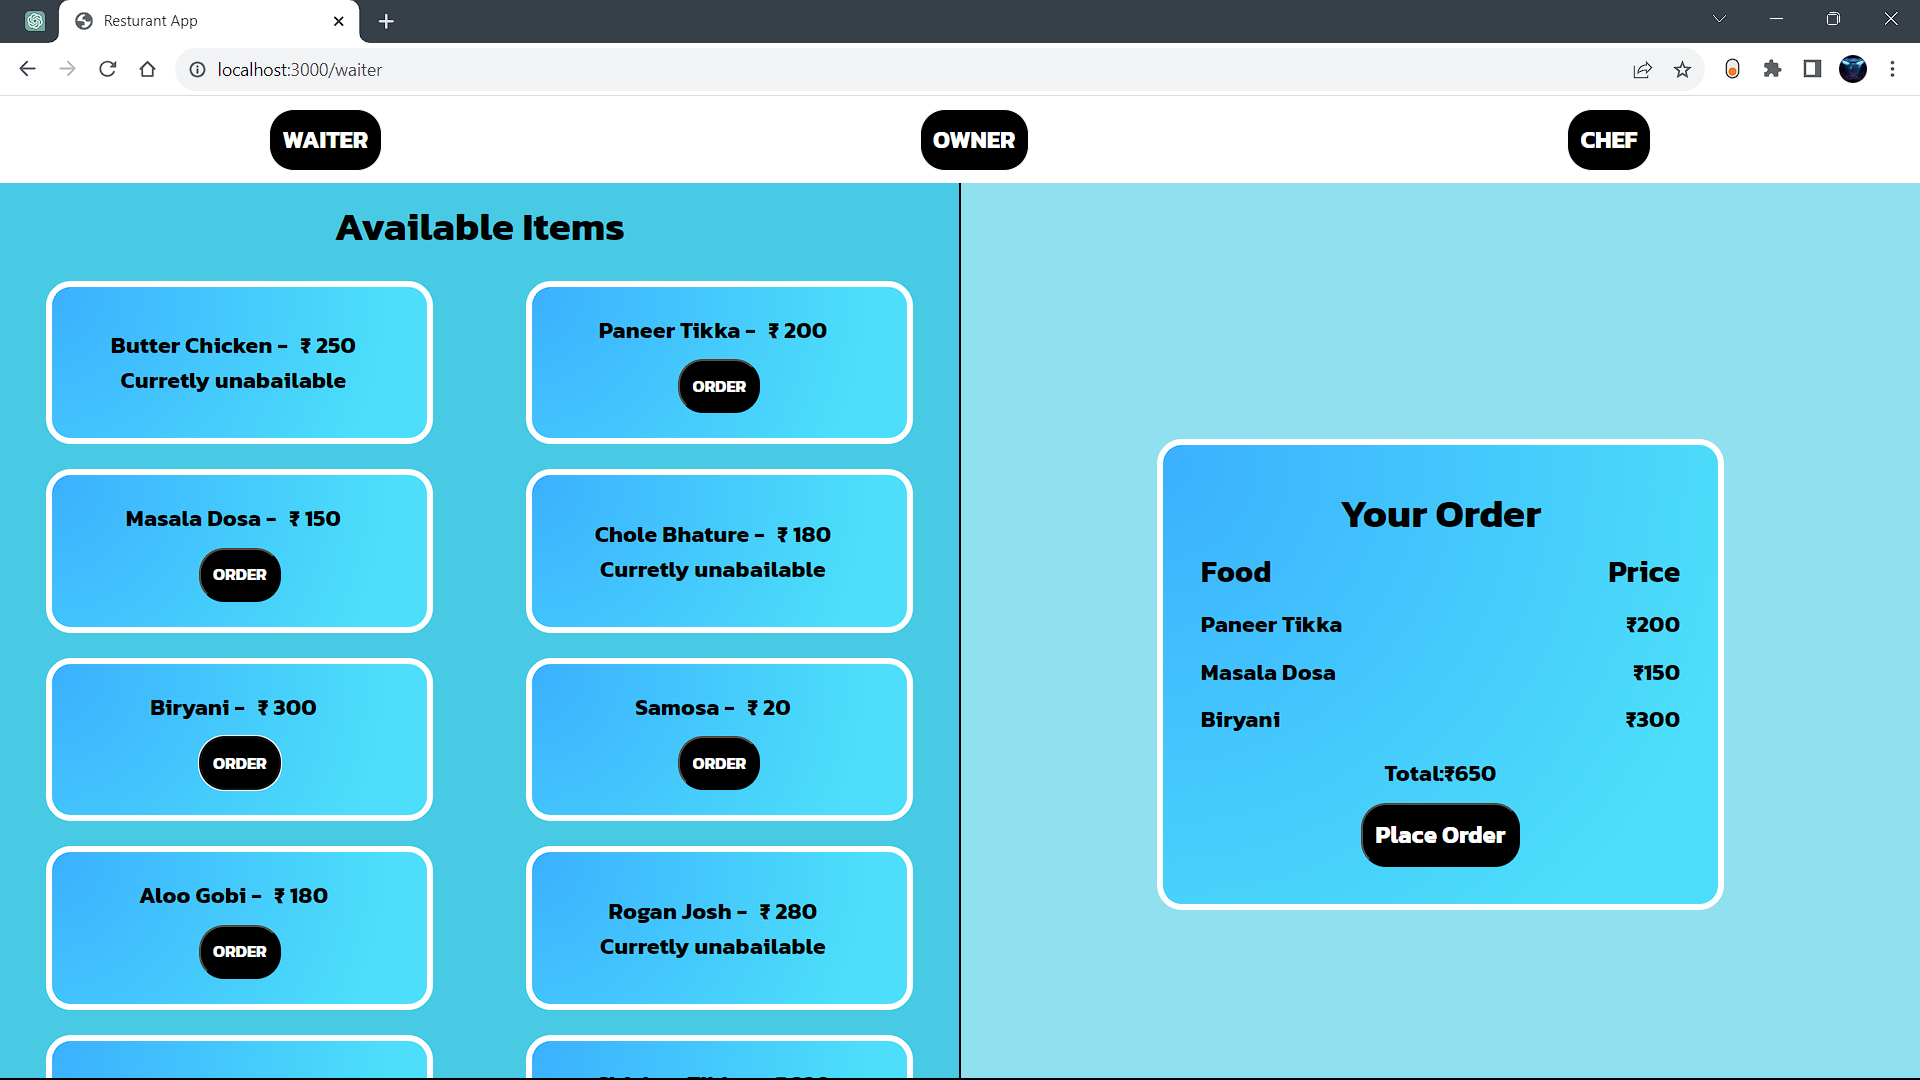 Resturant App
localhost:3000/waiter
WAITER
OWNER
CHEF
Available Items
Butter Chicken - ₹ 250
Curretly unabailable
Paneer Tikka - ₹ 200
ORDER
Masala Dosa - ₹ 150
ORDER
Chole Bhature - ₹ 180
Curretly unabailable
Biryani - ₹ 300
ORDER
Samosa - ₹ 20
ORDER
Aloo Gobi - ₹ 180
ORDER
Rogan Josh - ₹ 280
Curretly unabailable
Your Order
Food Price
Paneer Tikka ₹200
Masala Dosa ₹150
Biryani ₹300
Total:₹650
Place Order